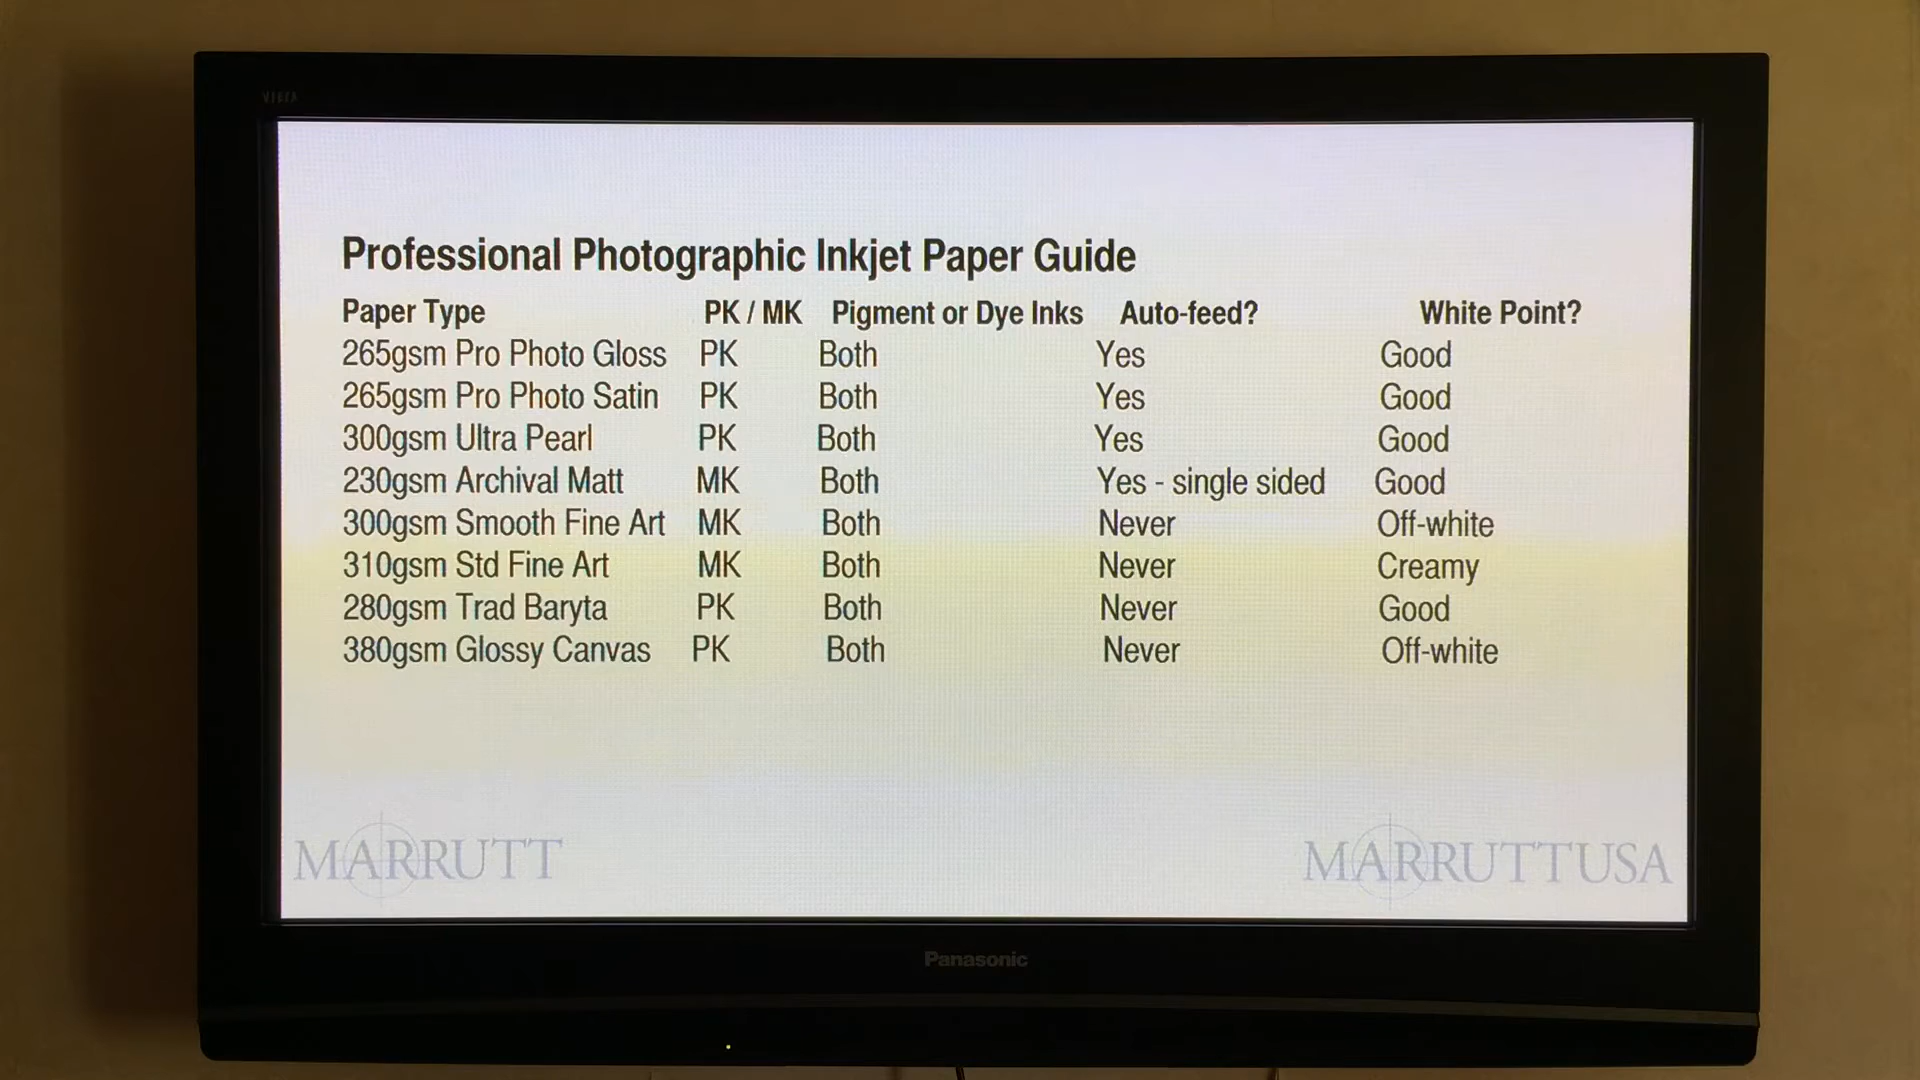 VIERA
Professional Photographic Inkjet Paper Guide
Paper Type PK / MK Pigment or Dye Inks Auto-feed? White Point?
265gsm Pro Photo Gloss PK Both Yes Good
265gsm Pro Photo Satin PK Both Yes Good
300gsm Ultra Pearl PK Both Yes Good
230gsm Archival Matt MK Both Yes - single sided Good
300gsm Smooth Fine Art MK Both Never Off-white
310gsm Std Fine Art MK Both Never Creamy
280gsm Trad Baryta PK Both Never Good
380gsm Glossy Canvas PK Both Never Off-white
MARRUTT MARRUTTUSA
Panasonic